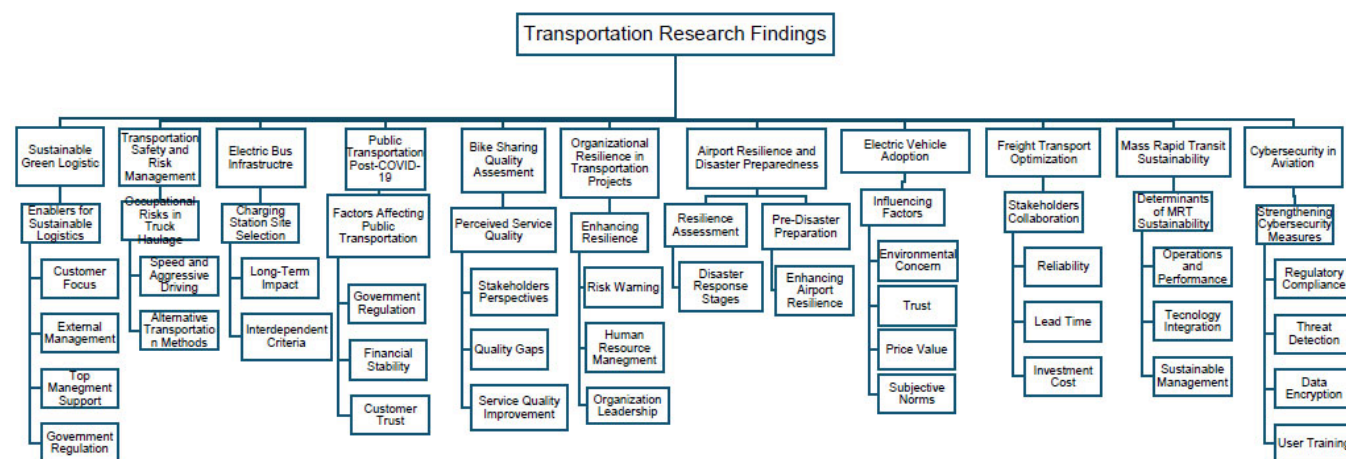 Transportation Research Findings
Sustainable
Green Logistic
Transportation
Safety and
Risk
Management
Electric Bus
Infrastructre
Public
Transportation
Post-COVID-
19
Bike Sharing
Quality
Assesment
Organizational
Resilience in
Transportation
Projects
Airport Resilience and
Disaster Preparedness
Electric Vehicle
Adoption
Freight Transport
Optimization
Mass Rapid Transit
Sustainability
Cybersecurity in
Aviation
Enablers for
Sustainable
Logistics
Customer
Focus
External
Management
Top
Managment
Support
Government
Regulation
Occupational
Risks in
Truck
Haulage
Speed and
Aggressive
Driving
Alternative
Transportatio
n Methods
Charging
Station Site
Selection
Long-Term
Impact
Interdependent
Criteria
Factors Affecting
Public
Transportation
Government
Regulation
Financial
Stability
Customer
Trust
Perceived Service
Quality
Stakeholders
Perspectives
Quality Gaps
Service Quality
Improvement
Enhancing
Resilience
Risk Warning
Human
Resource
Managment
Organization
Leadership
Resilience
Assessment
Disaster
Response
Stages
Pre-Disaster
Preparation
Enhancing
Airport
Resilience
Influencing
Factors
Environmental
Concern
Trust
Price Value
Subjective
Norms
Stakeholders
Collaboration
Reliability
Lead Time
Investment
Cost
Determinants
of MRT
Sustainability
Operations
and
Performance
Tecnology
Integration
Sustainable
Management
Strengthening
Cybersecurity
Measures
Regulatory
Compliance
Threat
Detection
Data
Encryption
User Training